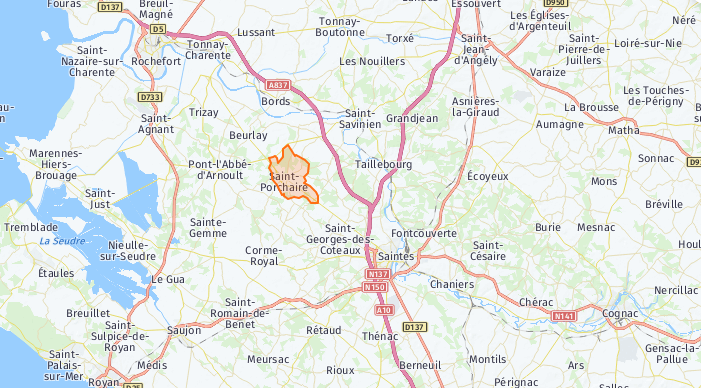 D137
Fouras
Breuil-
Magné
D5
Lussant
Tonnay-
Boutonne
Torxé
Essouvert
D950
Les Églises-
d'Argenteuil
Néré
Saint-
Nazaire-sur-
Charente
Rochefort
Tonnay-
Charente
Les Nouillers
Saint-
Jean-
d'Angély
Saint-
Pierre-de-
Juillers
Loiré-sur-Nie
Varaize
A837
D733
Bords
Trizay
Saint-
Savinien
Grandjean
Asnières-
la-Giraud
La Brousse
Les Touches-
de-Périgny
Saint-
Agnant
Beurlay
Aumagne
Matha
Marennes-
Hiers-
Brouage
Pont-l'Abbé-
d'Arnoult
Saint-
Porchaire
Taillebourg
Écoyeux
Sonnac
Mons
Bréville
Saint-
Just
Tremblade
La Seudre
Sainte-
Gemme
Nieulle-
sur-Seudre
Saint-
Georges-des-
Coteaux
Fontcouverte
Burie
Mesnac
Saint-
Césaire
Corme-
Royal
Saintes
Étaules
Le Gua
N137
N150
Chaniers
Nercillac
Breuillet
Saint-
Romain-de-
Benet
A10
Chérac
N141
Cognac
Saint-
Sulpice-de-
Royan
Saujon
Rétaud
Thénac
D137
Gensac-la-
Pallue
Saint-
Palais-
sur-Mer
Médis
Meursac
Berneuil
Montils
Ars
Royan
Rioux
Pérignac
Salles